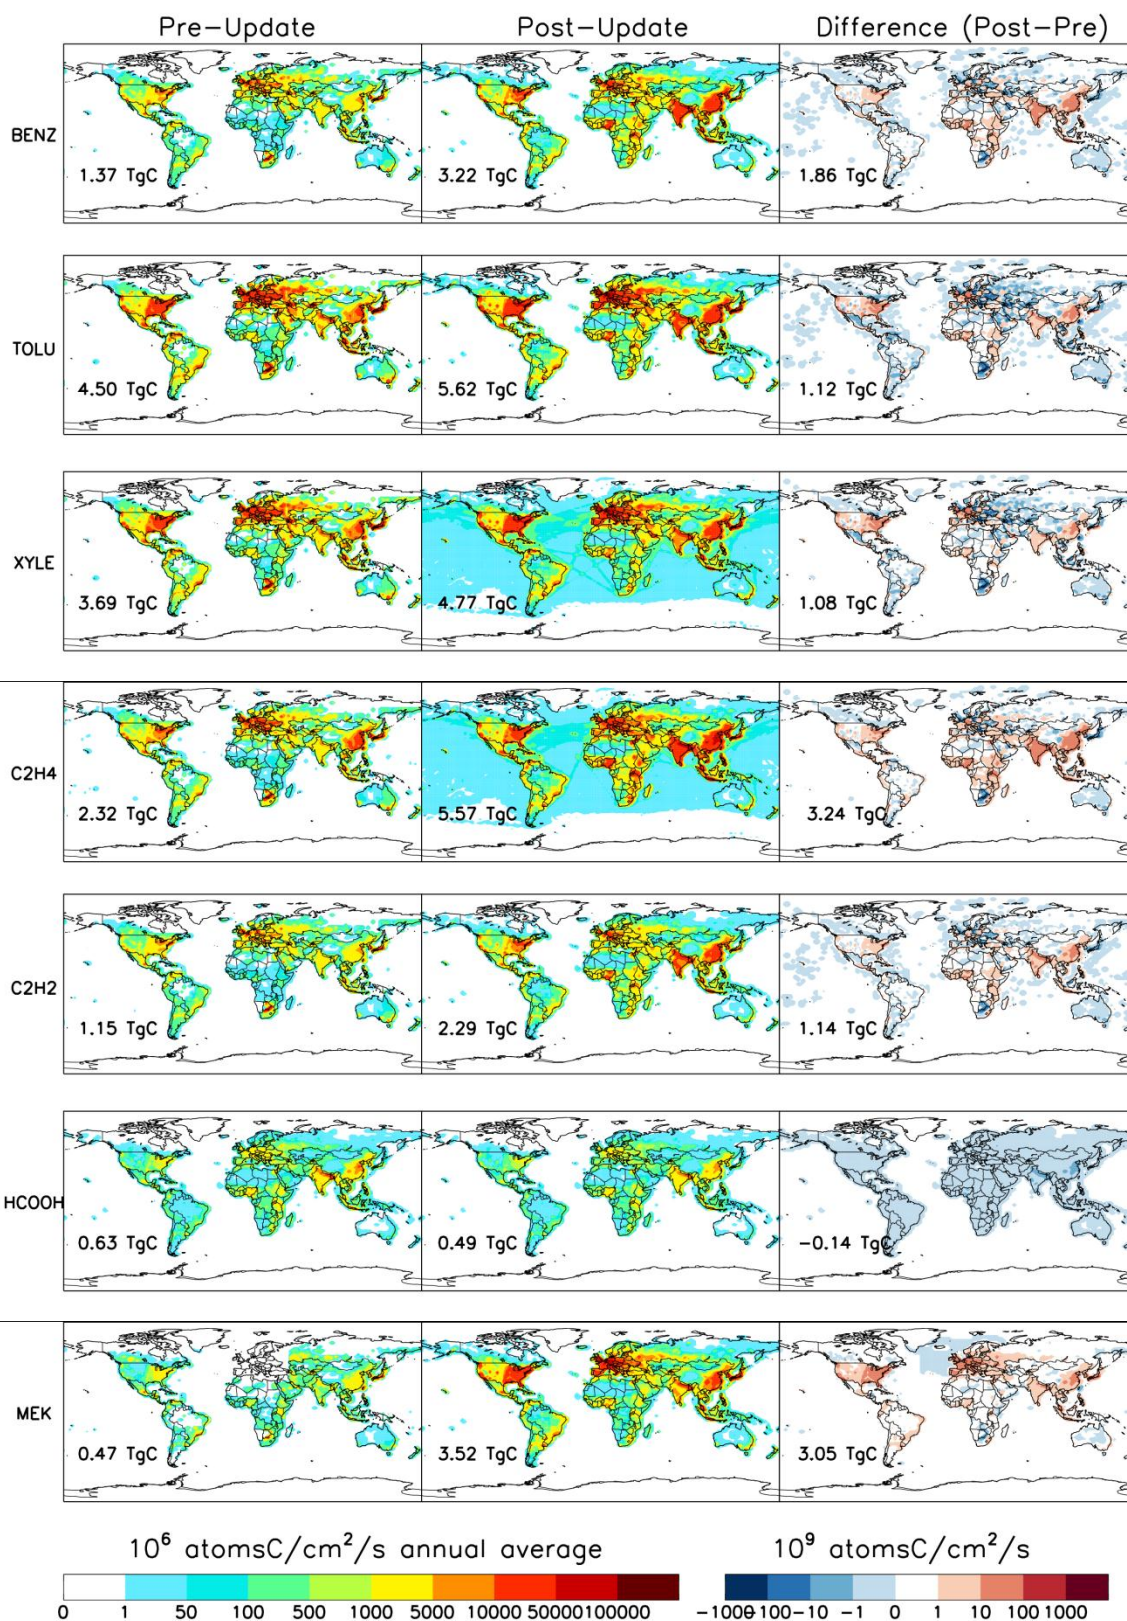 Pre-Update Post-Update Difference (Post-Pre)
BENZ 1.37 TgC 3.22 TgC 1.86 TgC
TOLU 4.50 TgC 5.62 TgC 1.12 TgC
XYLE 3.69 TgC 4.77 TgC 1.08 TgC
C2H4 2.32 TgC 5.57 TgC 3.24 TgC
C2H2 1.15 TgC 2.29 TgC 1.14 TgC
HCOOH 0.63 TgC 0.49 TgC -0.14 TgC
MEK 0.47 TgC 3.52 TgC 3.05 TgC
10⁶ atomsC/cm²/s annual average 10⁹ atomsC/cm²/s
0 1 50 100 500 1000 5000 10000 50000 100000 -1000 -100 -10 -1 0 1 10 100 1000